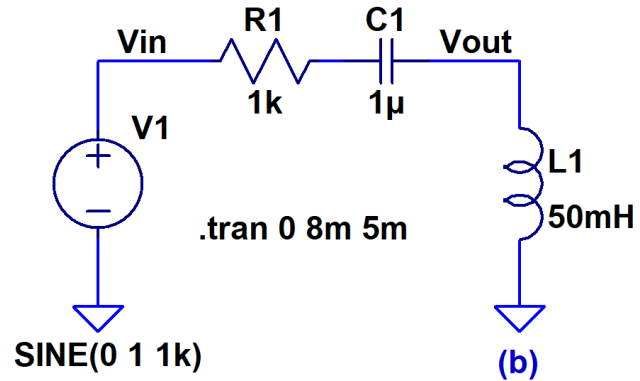 R1
C1
Vin
Vout
1k
1µ
V1
L1
50mH
.tran 0 8m 5m
SINE(0 1 1k)
(b)